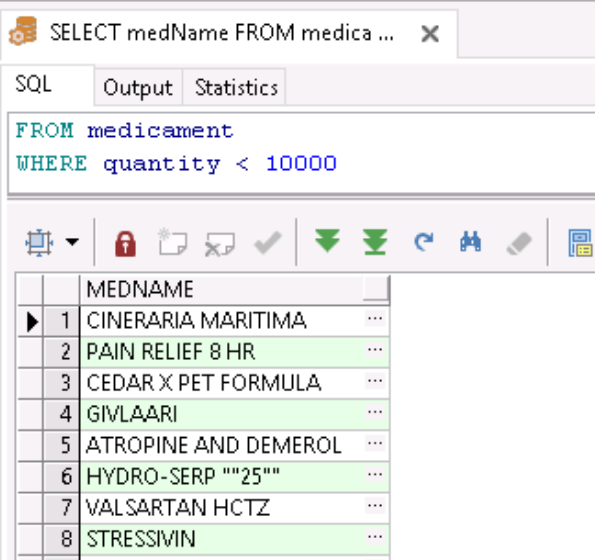 SELECT medName FROM medica ...
SQL Output Statistics
FROM medicament
WHERE quantity < 10000
MEDNAME
1 CINERARIA MARITIMA ...
2 PAIN RELIEF 8 HR ...
3 CEDAR X PET FORMULA ...
4 GIVLAARI ...
5 ATROPINE AND DEMEROL ...
6 HYDRO-SERP ""25"" ...
7 VALSARTAN HCTZ ...
8 STRESSIVIN ...